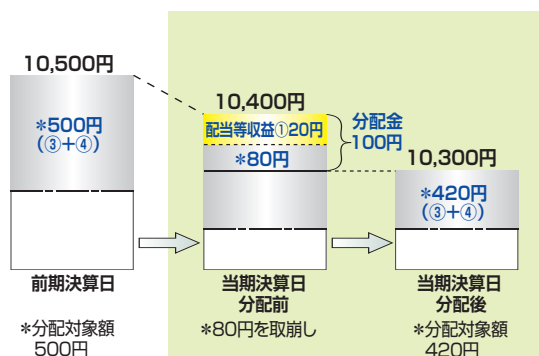 10,500円
*500円
(③+④)
前期決算日
*分配対象額
500円
10,400円
配当等収益①20円
*80円
分配金
100円
当期決算日
分配前
*80円を取崩し
10,300円
*420円
(③+④)
当期決算日
分配後
*分配対象額
420円